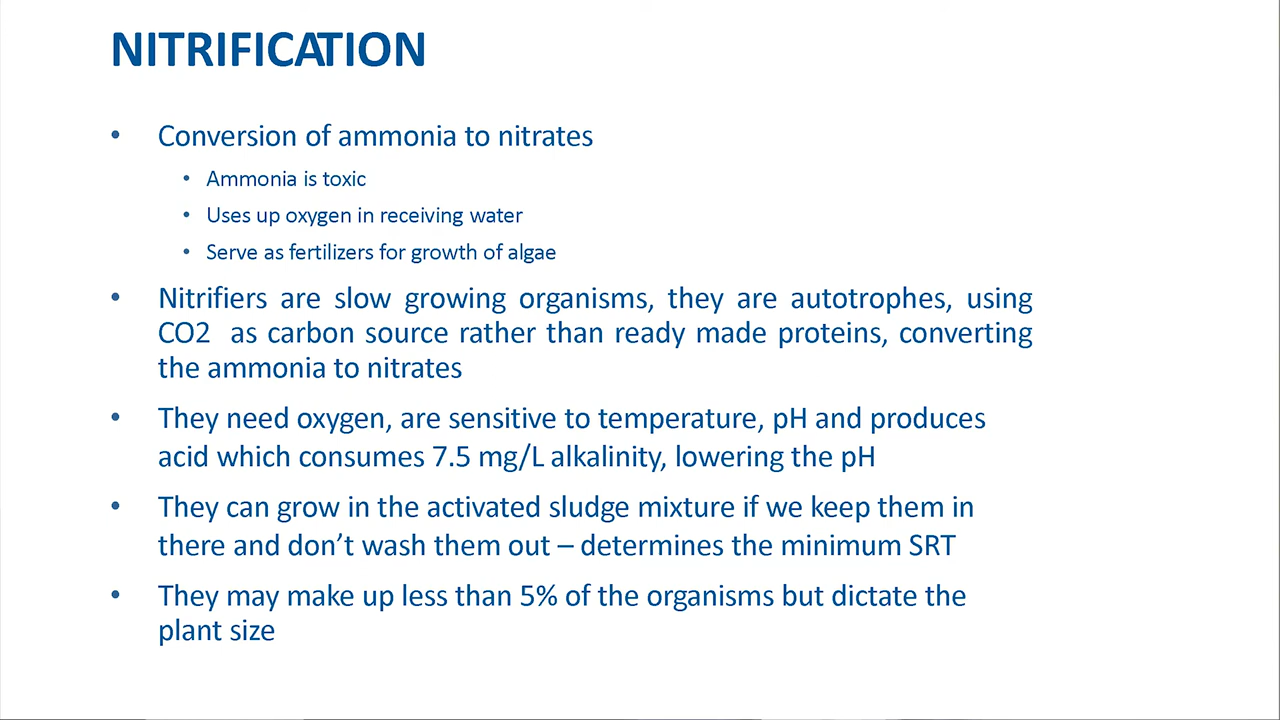 NITRIFICATION
• Conversion of ammonia to nitrates
• Ammonia is toxic
• Uses up oxygen in receiving water
• Serve as fertilizers for growth of algae
• Nitrifiers are slow growing organisms, they are autotrophes, using
CO2 as carbon source rather than ready made proteins, converting
the ammonia to nitrates
• They need oxygen, are sensitive to temperature, pH and produces
acid which consumes 7.5 mg/L alkalinity, lowering the pH
• They can grow in the activated sludge mixture if we keep them in
there and don’t wash them out – determines the minimum SRT
• They may make up less than 5% of the organisms but dictate the
plant size